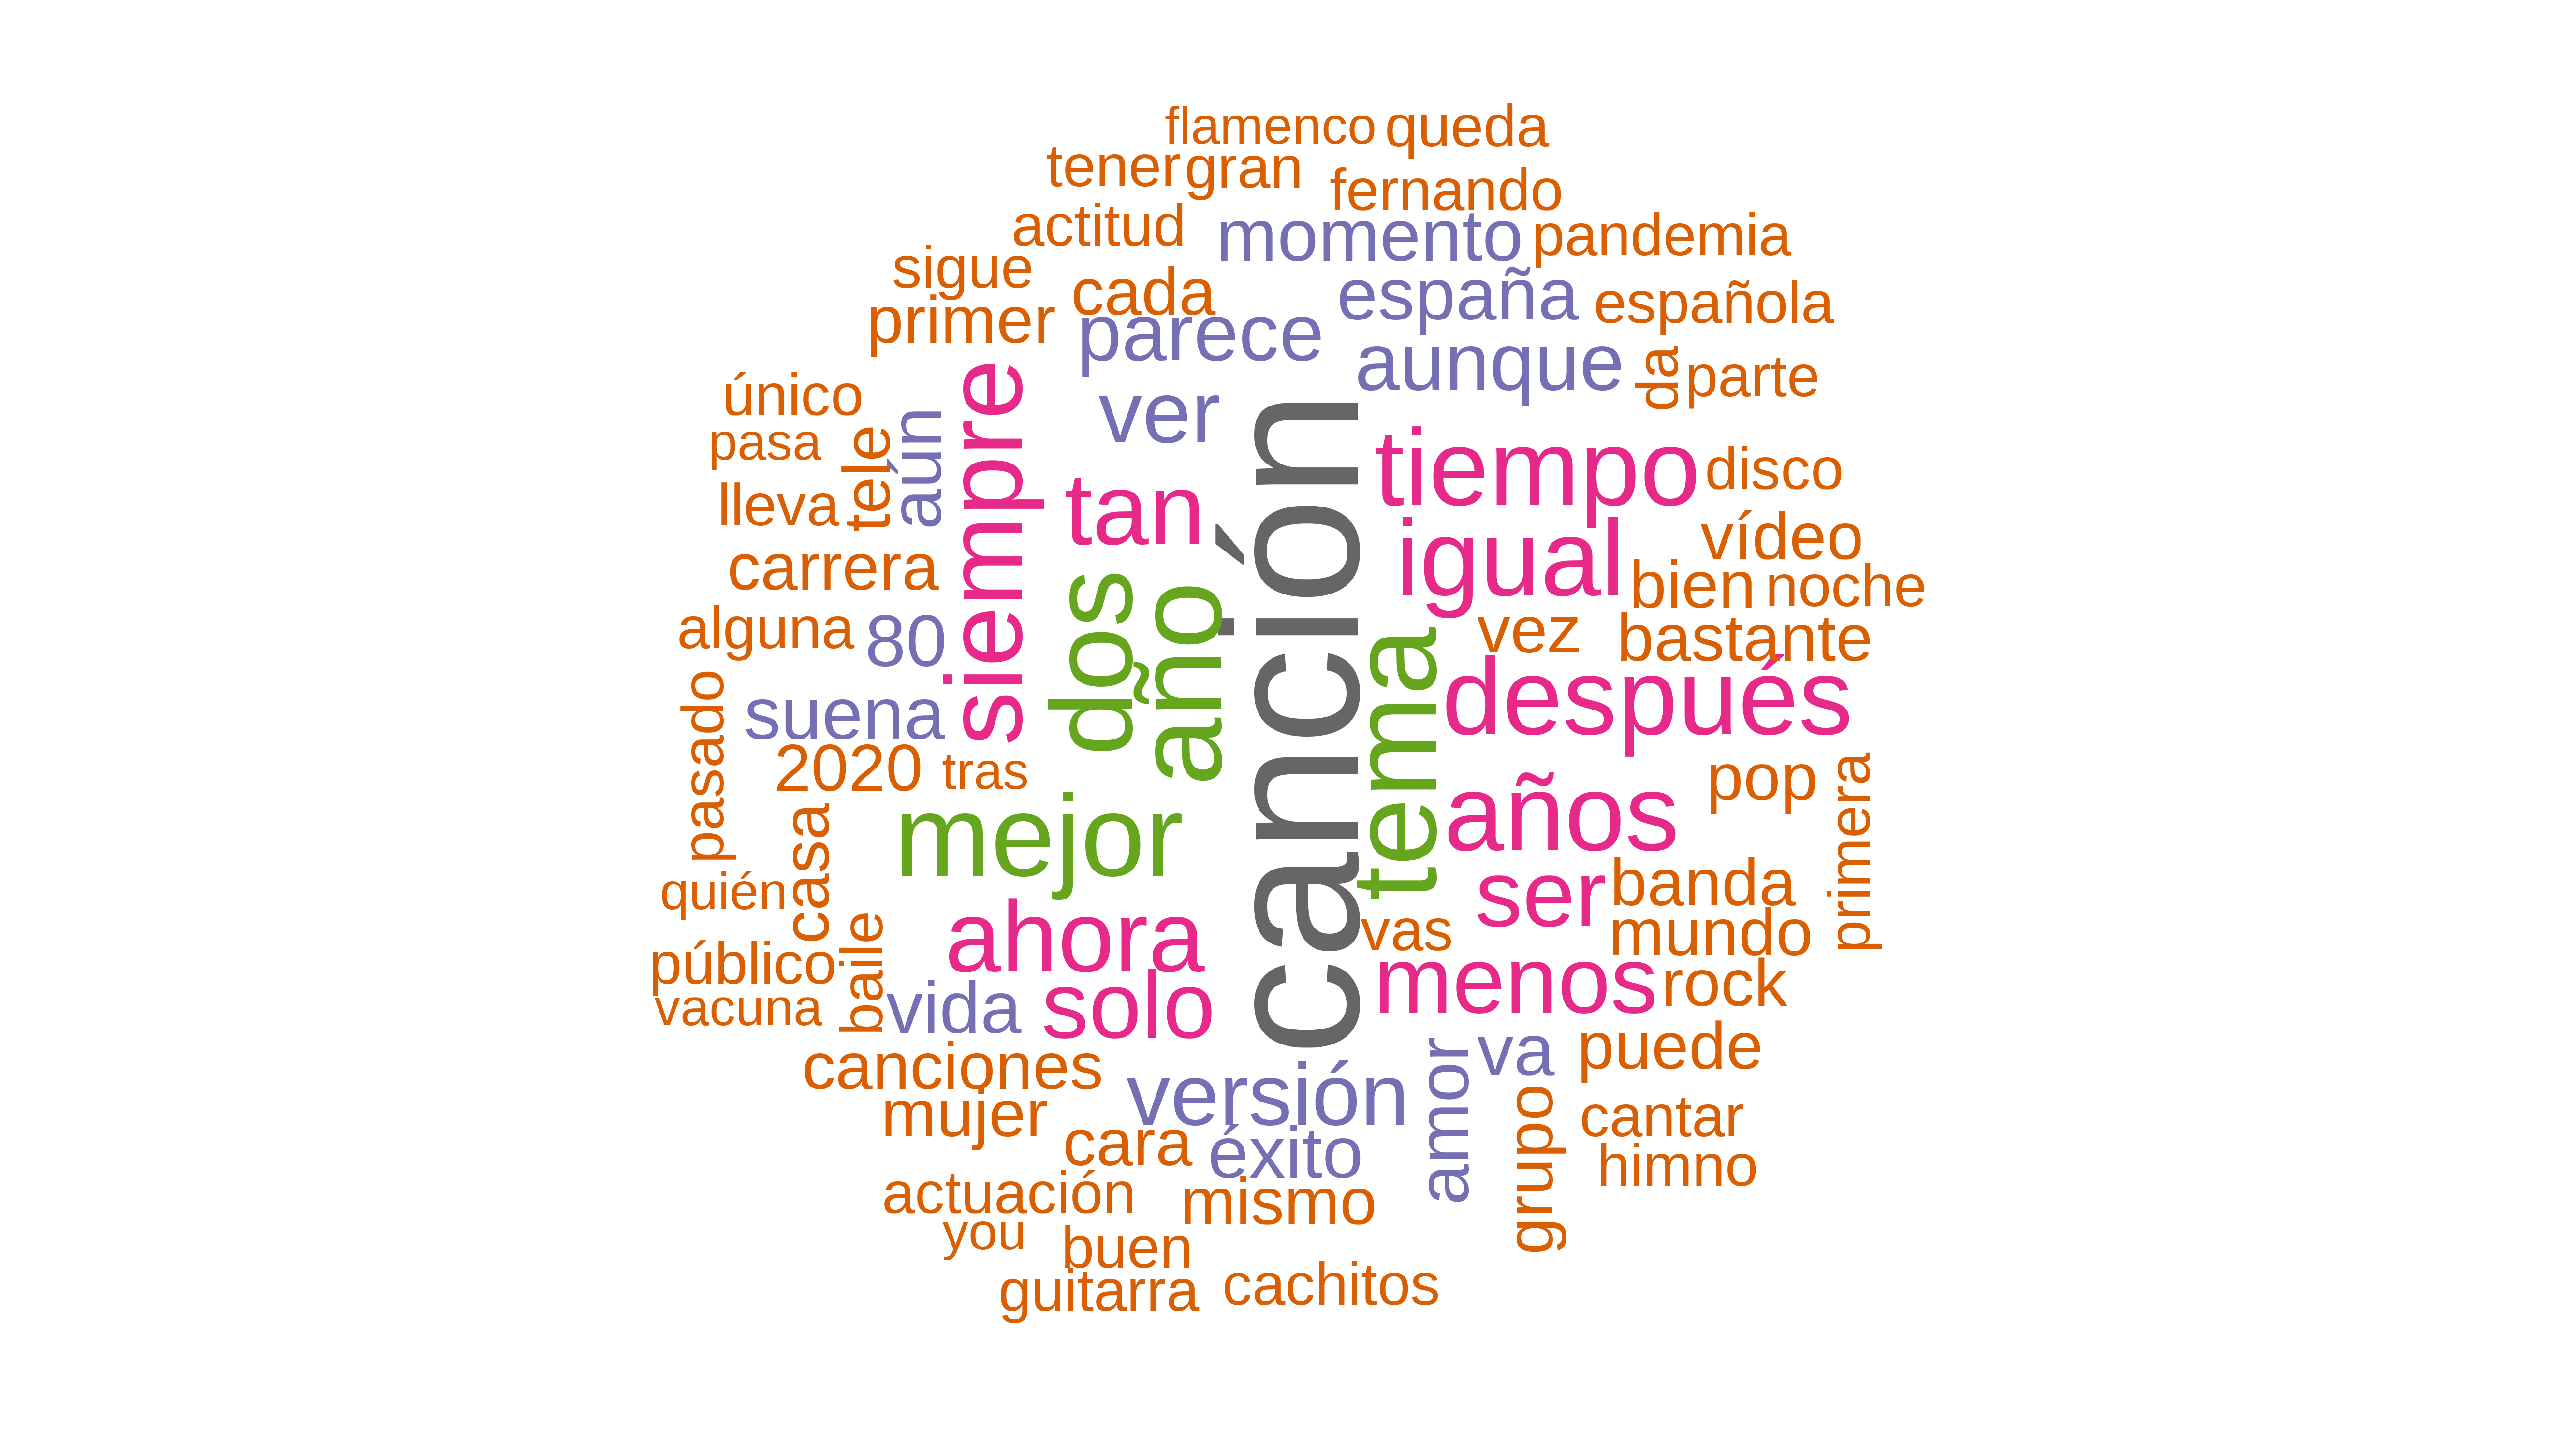 flamenco
queda
tener
gran
fernando
actitud
momento
pandemia
sigue
cada
españa
española
primer
parece
aunque
da
parte
único
ver
pasa
tele
aún
siempre
tiempo
disco
lleva
tan
canción
igual
vídeo
carrera
bien
noche
alguna
80
dos
año
vez
bastante
pasado
suena
tema
después
2020
tras
pop
primera
casa
mejor
años
quién
ser
banda
público
baile
ahora
vas
mundo
vacuna
vida
solo
menos
rock
canciones
versión
amor
va
puede
mujer
cara
éxito
grupo
cantar
himno
actuación
mismo
you
buen
guitarra
cachitos